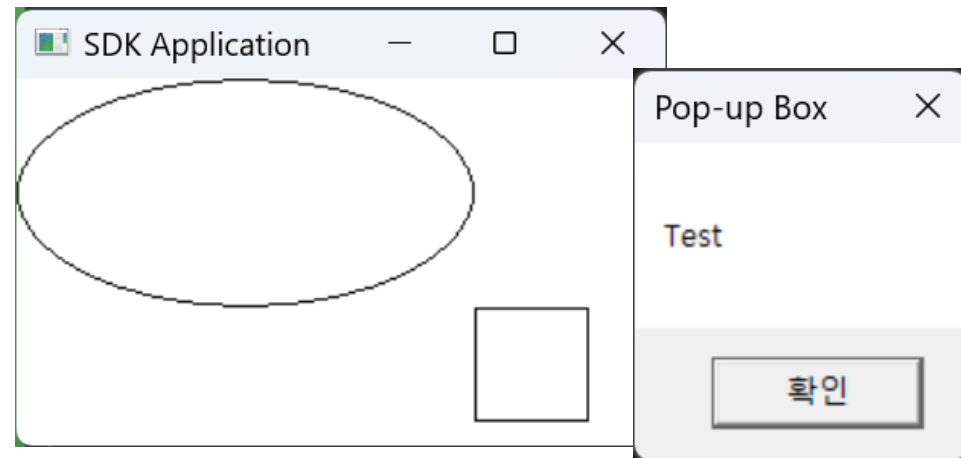 SDK Application
Pop-up Box
Test
확인